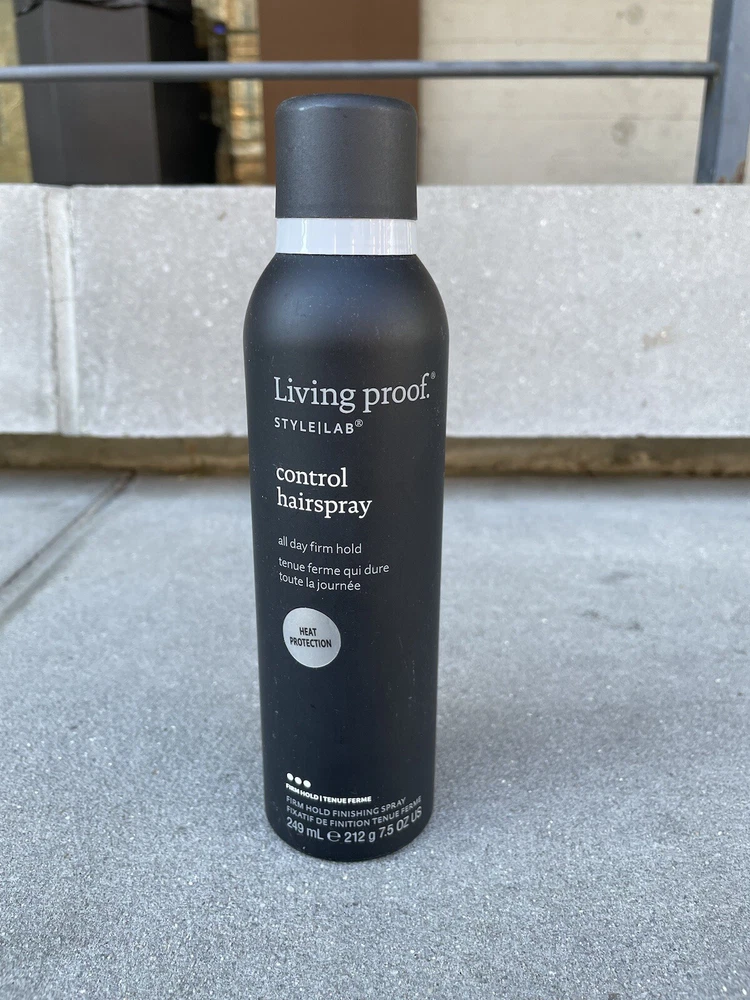 Living proof.®
STYLE|LAB®
control
hairspray
all day firm hold
tenue ferme qui dure
toute la journée
HEAT
PROTECTION
FIRM HOLD | TENUE FERME
FIRM HOLD FINISHING SPRAY
FIXATIF DE FINITION TENUE FERME
249 mL ℮ 212 g 7.5 OZ US